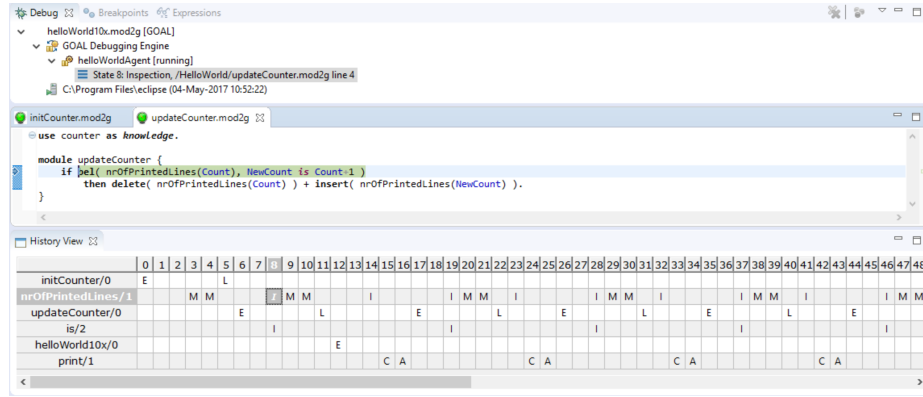 Debug Breakpoints Expressions
helloWorld10x.mod2g [GOAL]
GOAL Debugging Engine
helloWorldAgent [running]
State 8: Inspection, /HelloWorld/updateCounter.mod2g line 4
C:\Program Files\eclipse (04-May-2017 10:52:22)
initCounter.mod2g updateCounter.mod2g
use counter as knowledge.
module updateCounter {
if bel( nrOfPrintedLines(Count), NewCount is Count+1 )
then delete( nrOfPrintedLines(Count) ) + insert( nrOfPrintedLines(NewCount) ).
}
History View
0 1 2 3 4 5 6 7 8 9 10 11 12 13 14 15 16 17 18 19 20 21 22 23 24 25 26 27 28 29 30 31 32 33 34 35 36 37 38 39 40 41 42 43 44 45 46 47 48
initCounter/0 E L
nrOfPrintedLines/1 M M I M M I I M M I I M M I I M M I I M M
updateCounter/0 E L E L E L E L E
is/2 I I I I I
helloWorld10x/0 E
print/1 C A C A C A C A